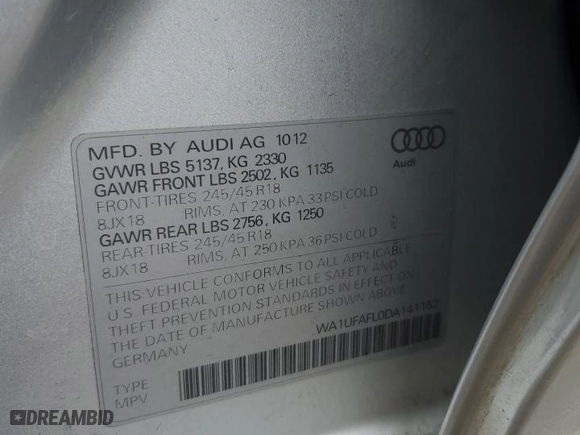 MFD. BY AUDI AG 10 12
GVWR LBS 5137, KG 2330
GAWR FRONT LBS 2502, KG 1135
FRONT-TIRES 245/45 R18
8JX18 RIMS, AT 230 KPA 33 PSI COLD
GAWR REAR LBS 2756, KG 1250
REAR-TIRES 245/45 R18
8JX18 RIMS, AT 250 KPA 36 PSI COLD
THIS VEHICLE CONFORMS TO ALL APPLICABLE
U.S. FEDERAL MOTOR VEHICLE SAFETY AND
THEFT PREVENTION STANDARDS IN EFFECT ON
THE DATE OF MANUFACTURE SHOWN ABOVE.
GERMANY
WA1UFAFL0DA141152
TYPE
MPV
Audi
DREAMBID